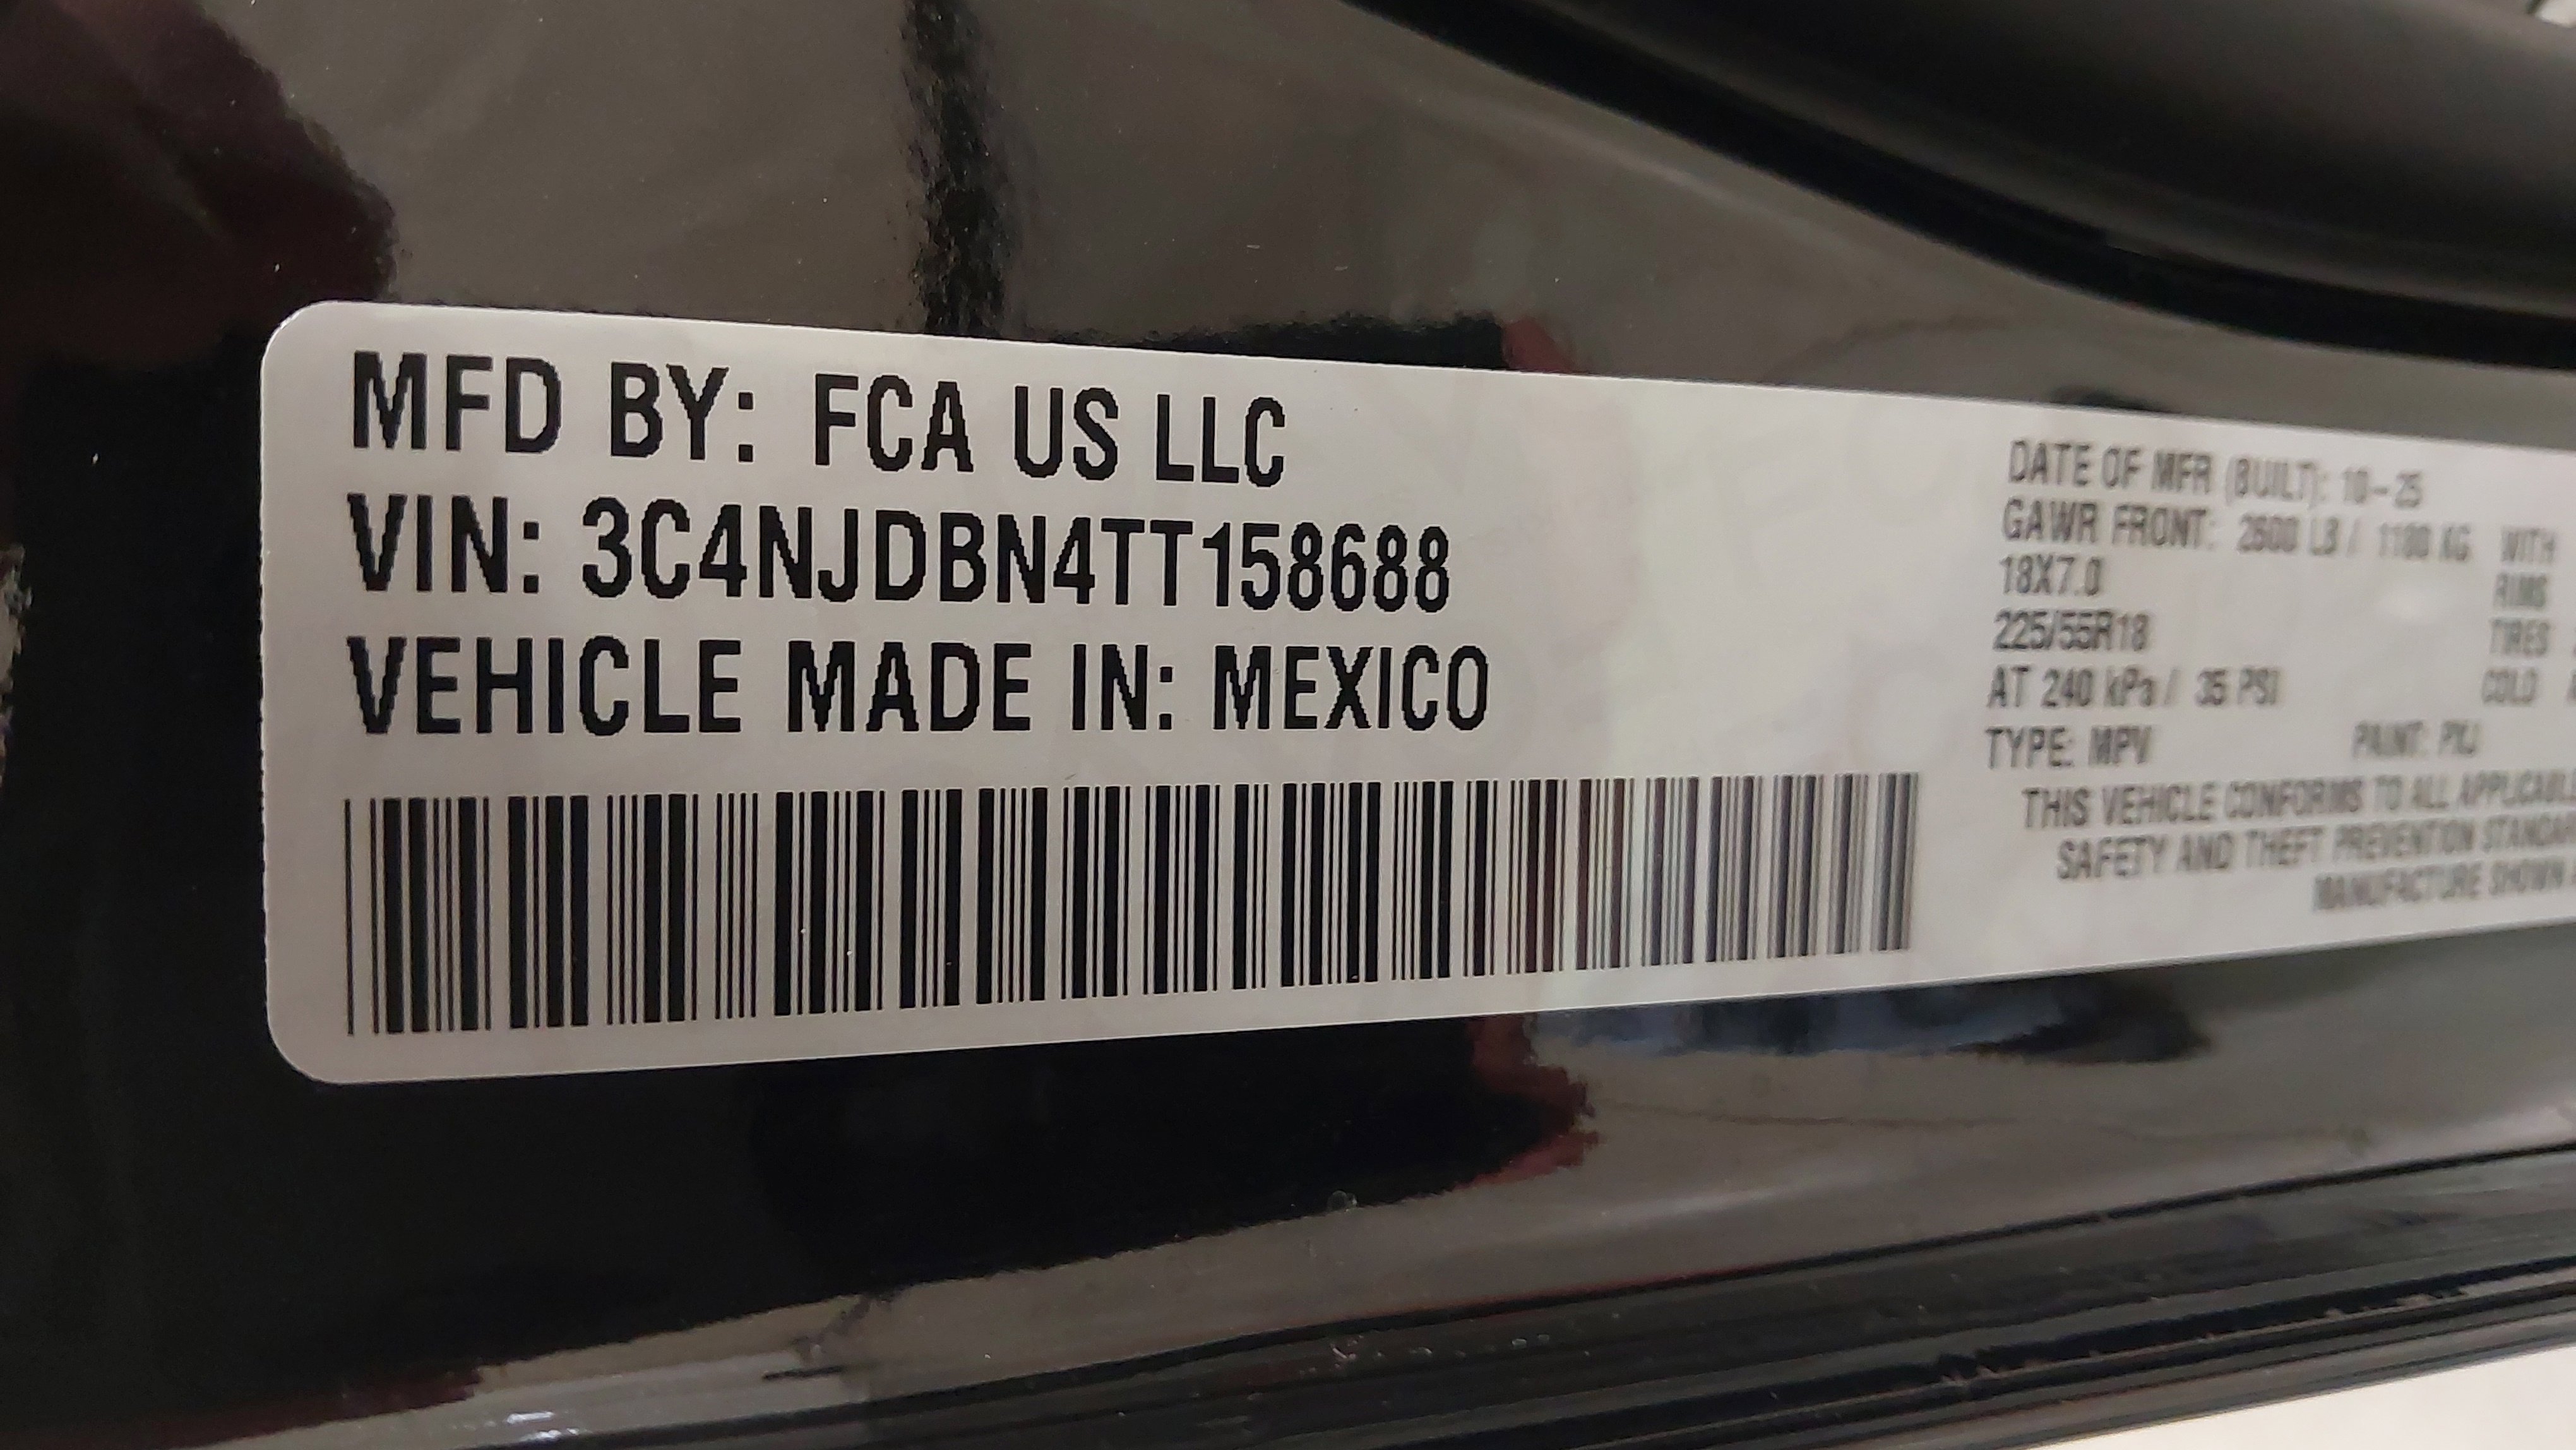 MFD BY: FCA US LLC
VIN: 3C4NJDBN4TT158688
VEHICLE MADE IN: MEXICO
DATE OF MFR (BUILT): 10-25
GAWR FRONT: 2600 LB / 1180 KG WITH
18X7.0 RIMS
225/55R18 TIRES
AT 240 kPa / 35 PSI COLD
TYPE: MPV PAINT: PXJ
THIS VEHICLE CONFORMS TO ALL
SAFETY AND THEFT PREVENTION
MANUFACTURE SHOWN